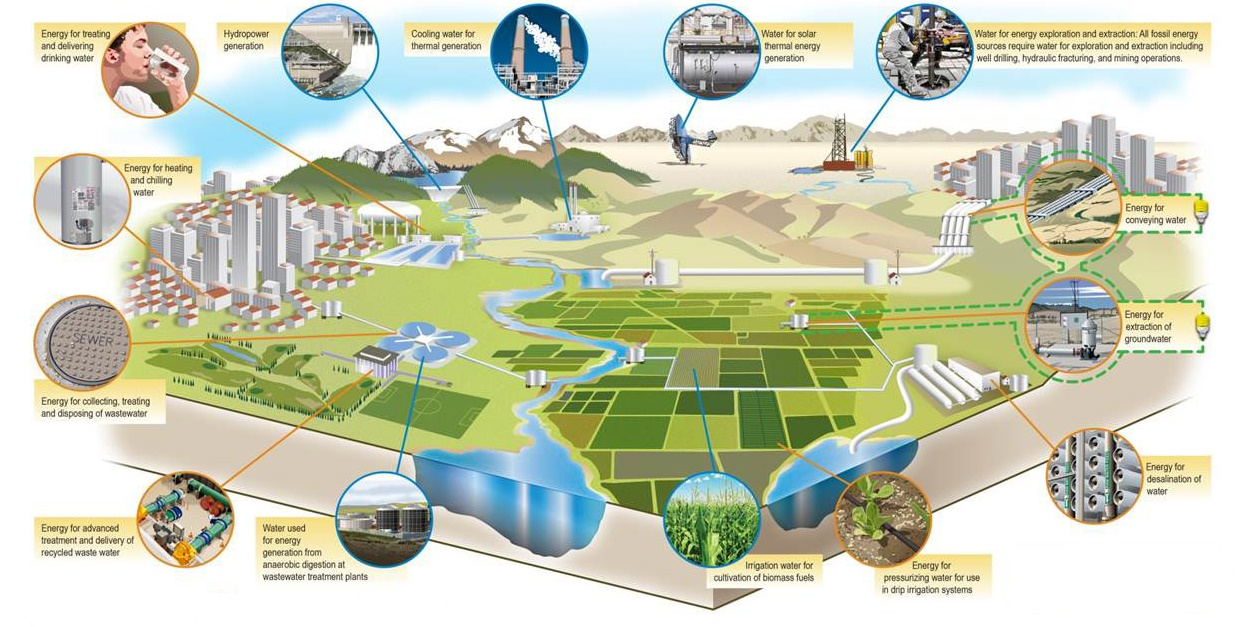 Energy for treating
and delivering
drinking water
Hydropower
generation
Cooling water for
thermal generation
Water for solar
thermal energy
generation
Water for energy exploration and extraction: All fossil energy
sources require water for exploration and extraction including
well drilling, hydraulic fracturing, and mining operations.
Energy for heating
and chilling
water
Energy for
conveying water
Energy for
extraction of
groundwater
SEWER
Energy for collecting, treating
and disposing of wastewater
Energy for
desalination of
water
Energy for advanced
treatment and delivery of
recycled waste water
Water used
for energy
generation from
anaerobic digestion at
wastewater treatment plants
Irrigation water for
cultivation of biomass fuels
Energy for
pressurizing water for use
in drip irrigation systems